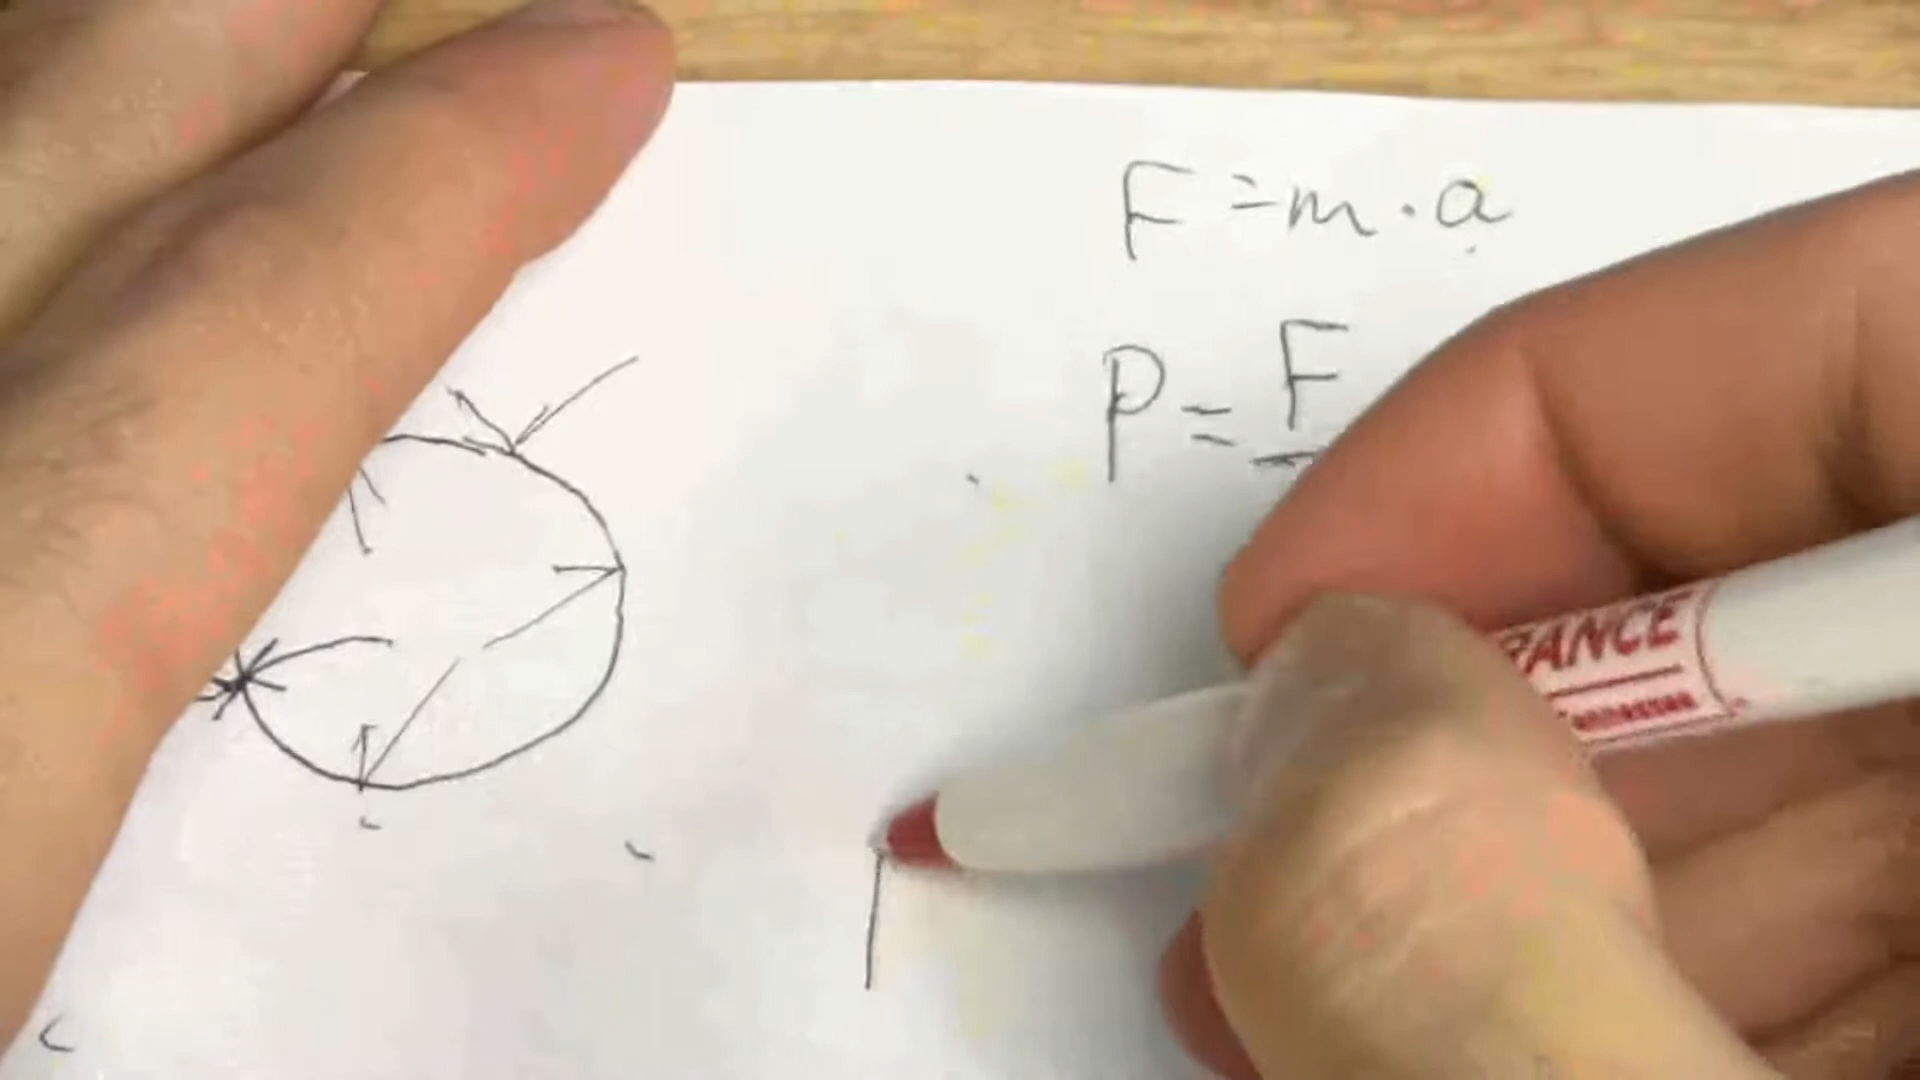 F = m · a
P = F